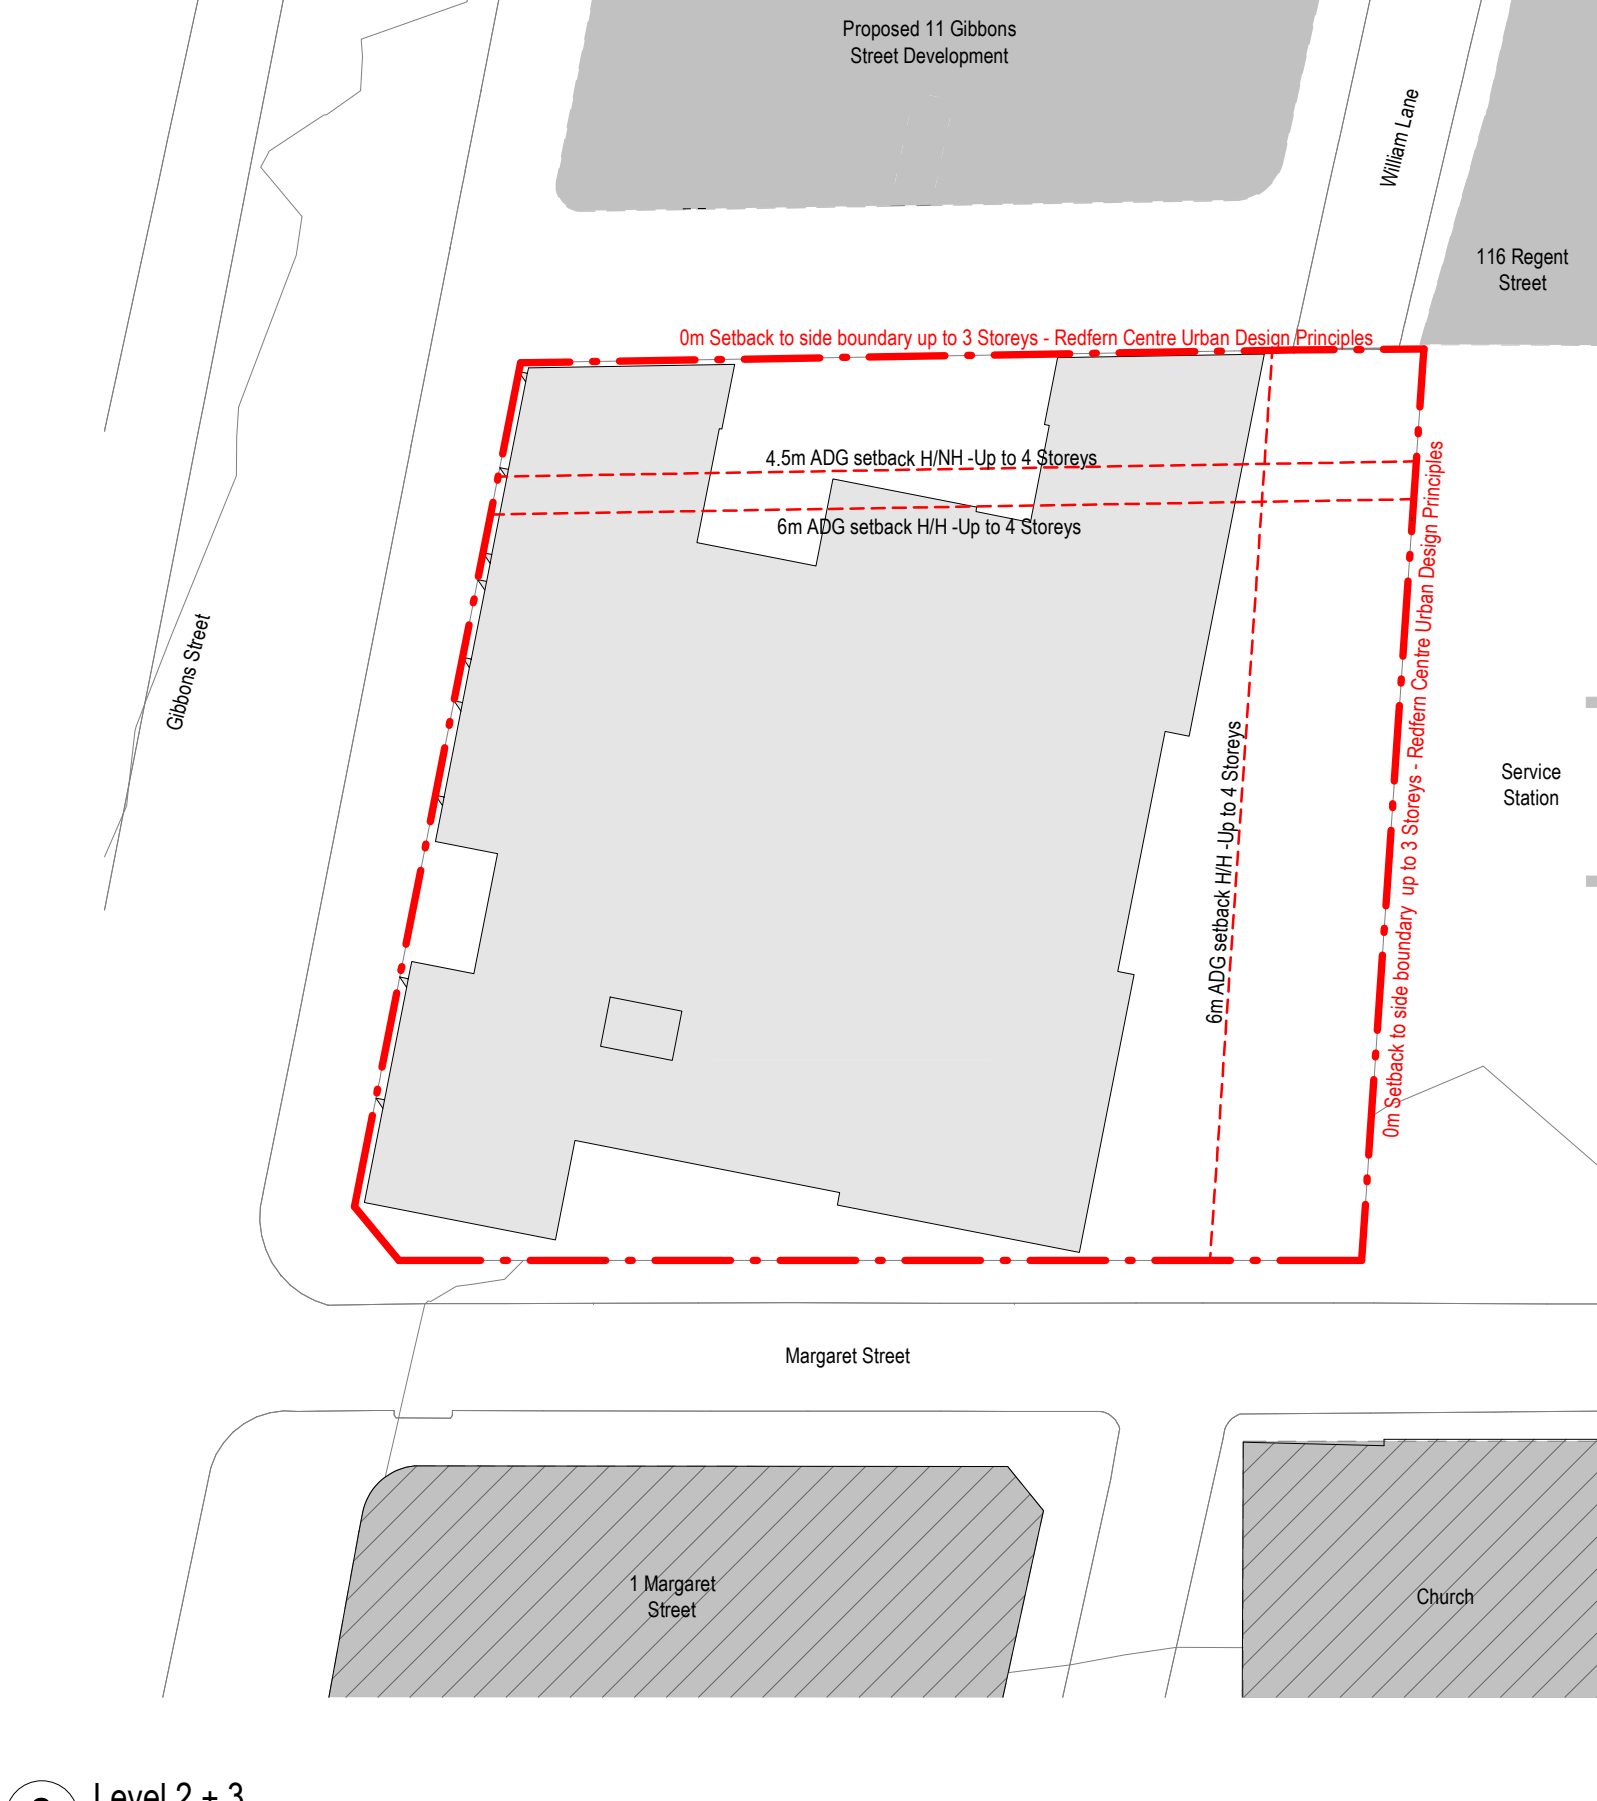 Proposed 11 Gibbons
Street Development
William Lane
116 Regent
Street
0m Setback to side boundary up to 3 Storeys - Redfern Centre Urban Design Principles
4.5m ADG setback H/NH -Up to 4 Storeys
6m ADG setback H/H -Up to 4 Storeys
0m Setback to side boundary up to 3 Storeys - Redfern Centre Urban Design Principles
Gibbons Street
6m ADG setback H/H -Up to 4 Storeys
Service
Station
Margaret Street
1 Margaret
Street
Church
Level 2 + 3